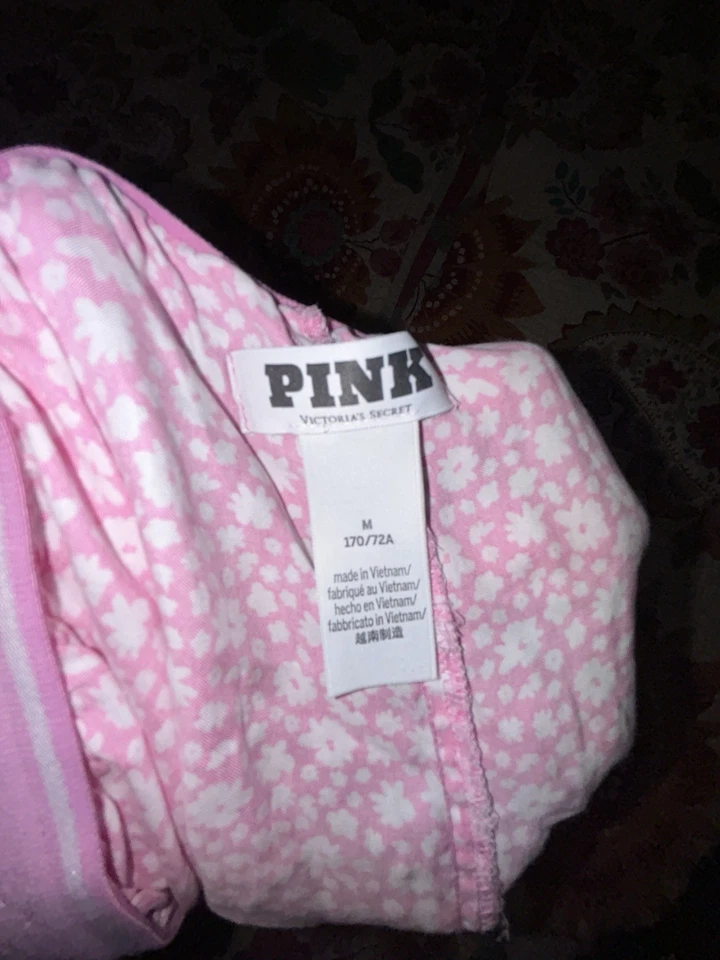 PINK
VICTORIA'S SECRET
M
170/72A
made in Vietnam/
fabriqué au Vietnam/
hecho en Vietnam/
fabbricato in Vietnam/
越南制造